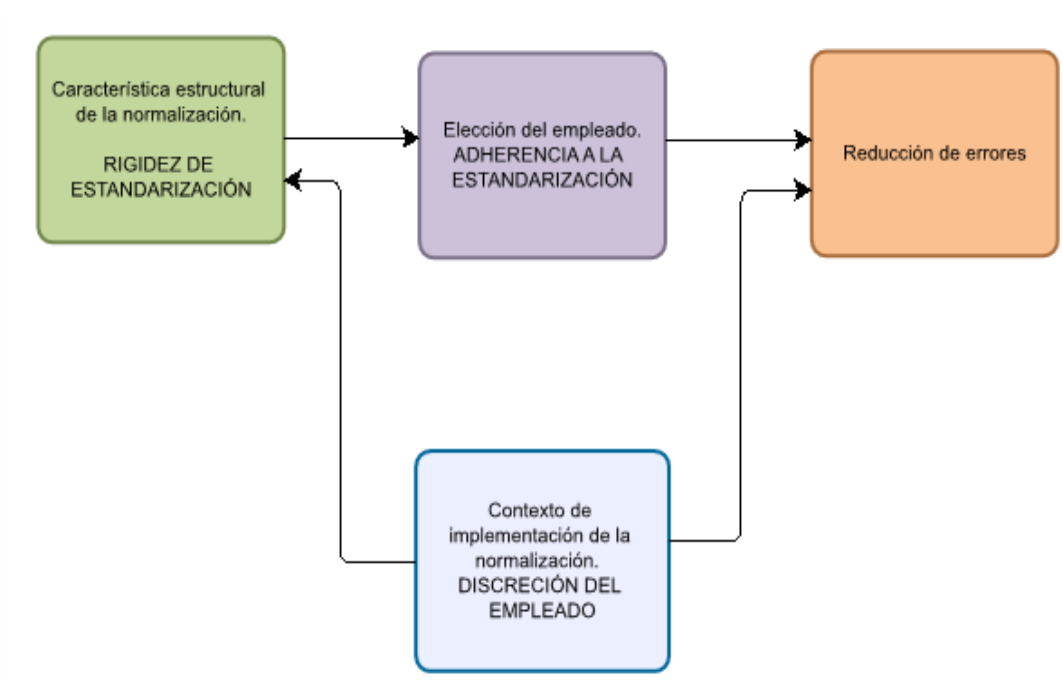 Característica estructural
de la normalización.
RIGIDEZ DE
ESTANDARIZACIÓN
Elección del empleado.
ADHERENCIA A LA
ESTANDARIZACIÓN
Reducción de errores
Contexto de
implementación de la
normalización.
DISCRECIÓN DEL
EMPLEADO